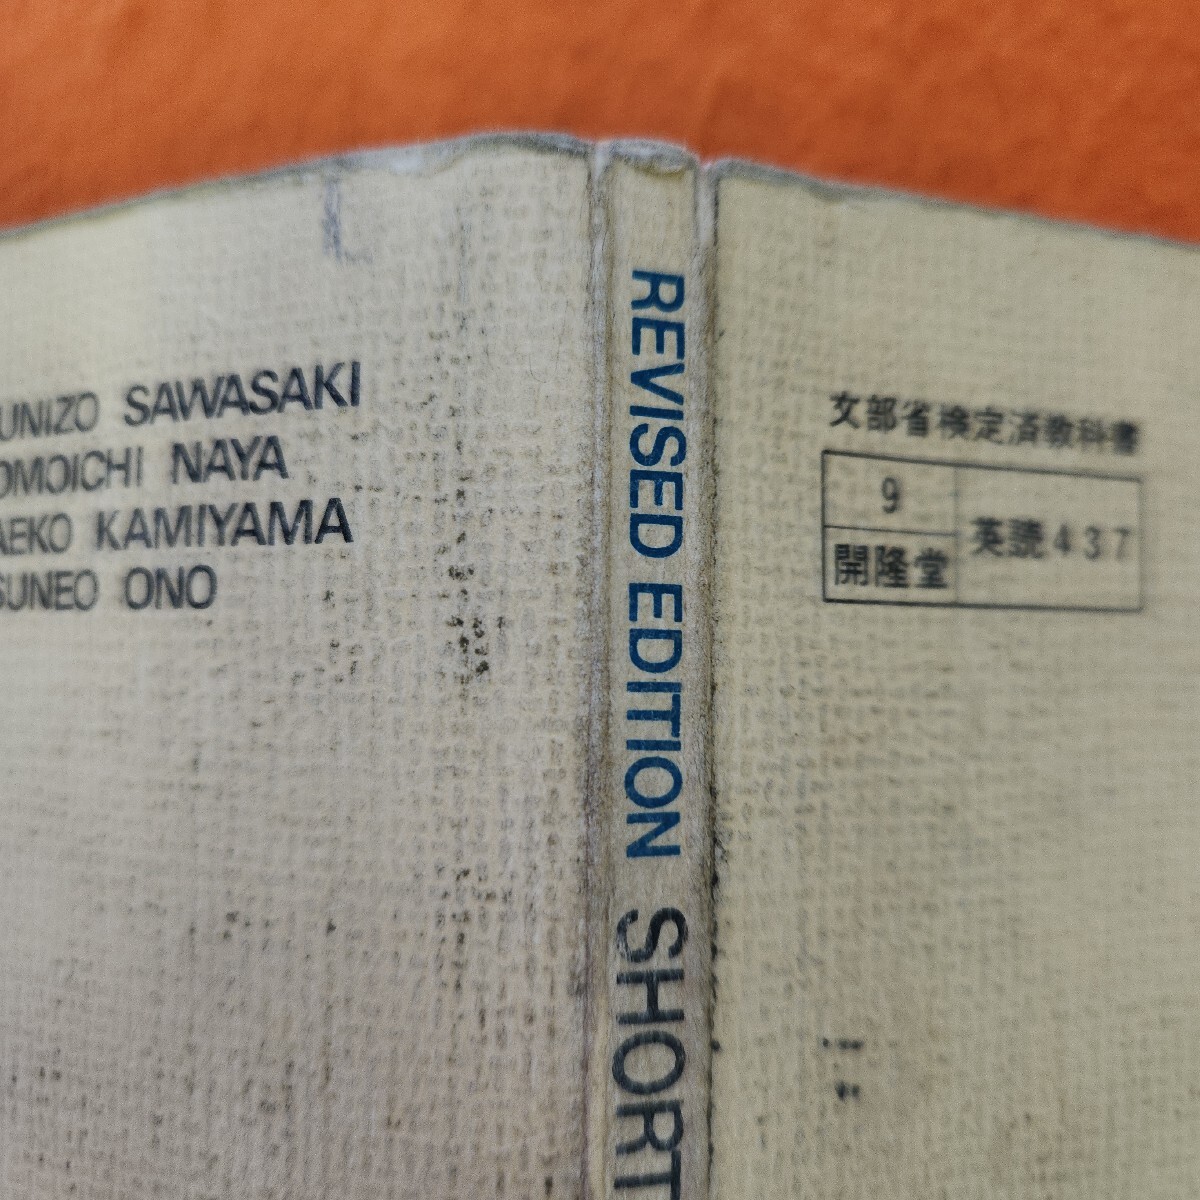 UNIZO SAWASAKI
OMOICHI NAYA
AEKO KAMIYAMA
SUNEO ONO
REVISED EDITION SHORT
文部省検定済教科書
9
開隆堂
英読437